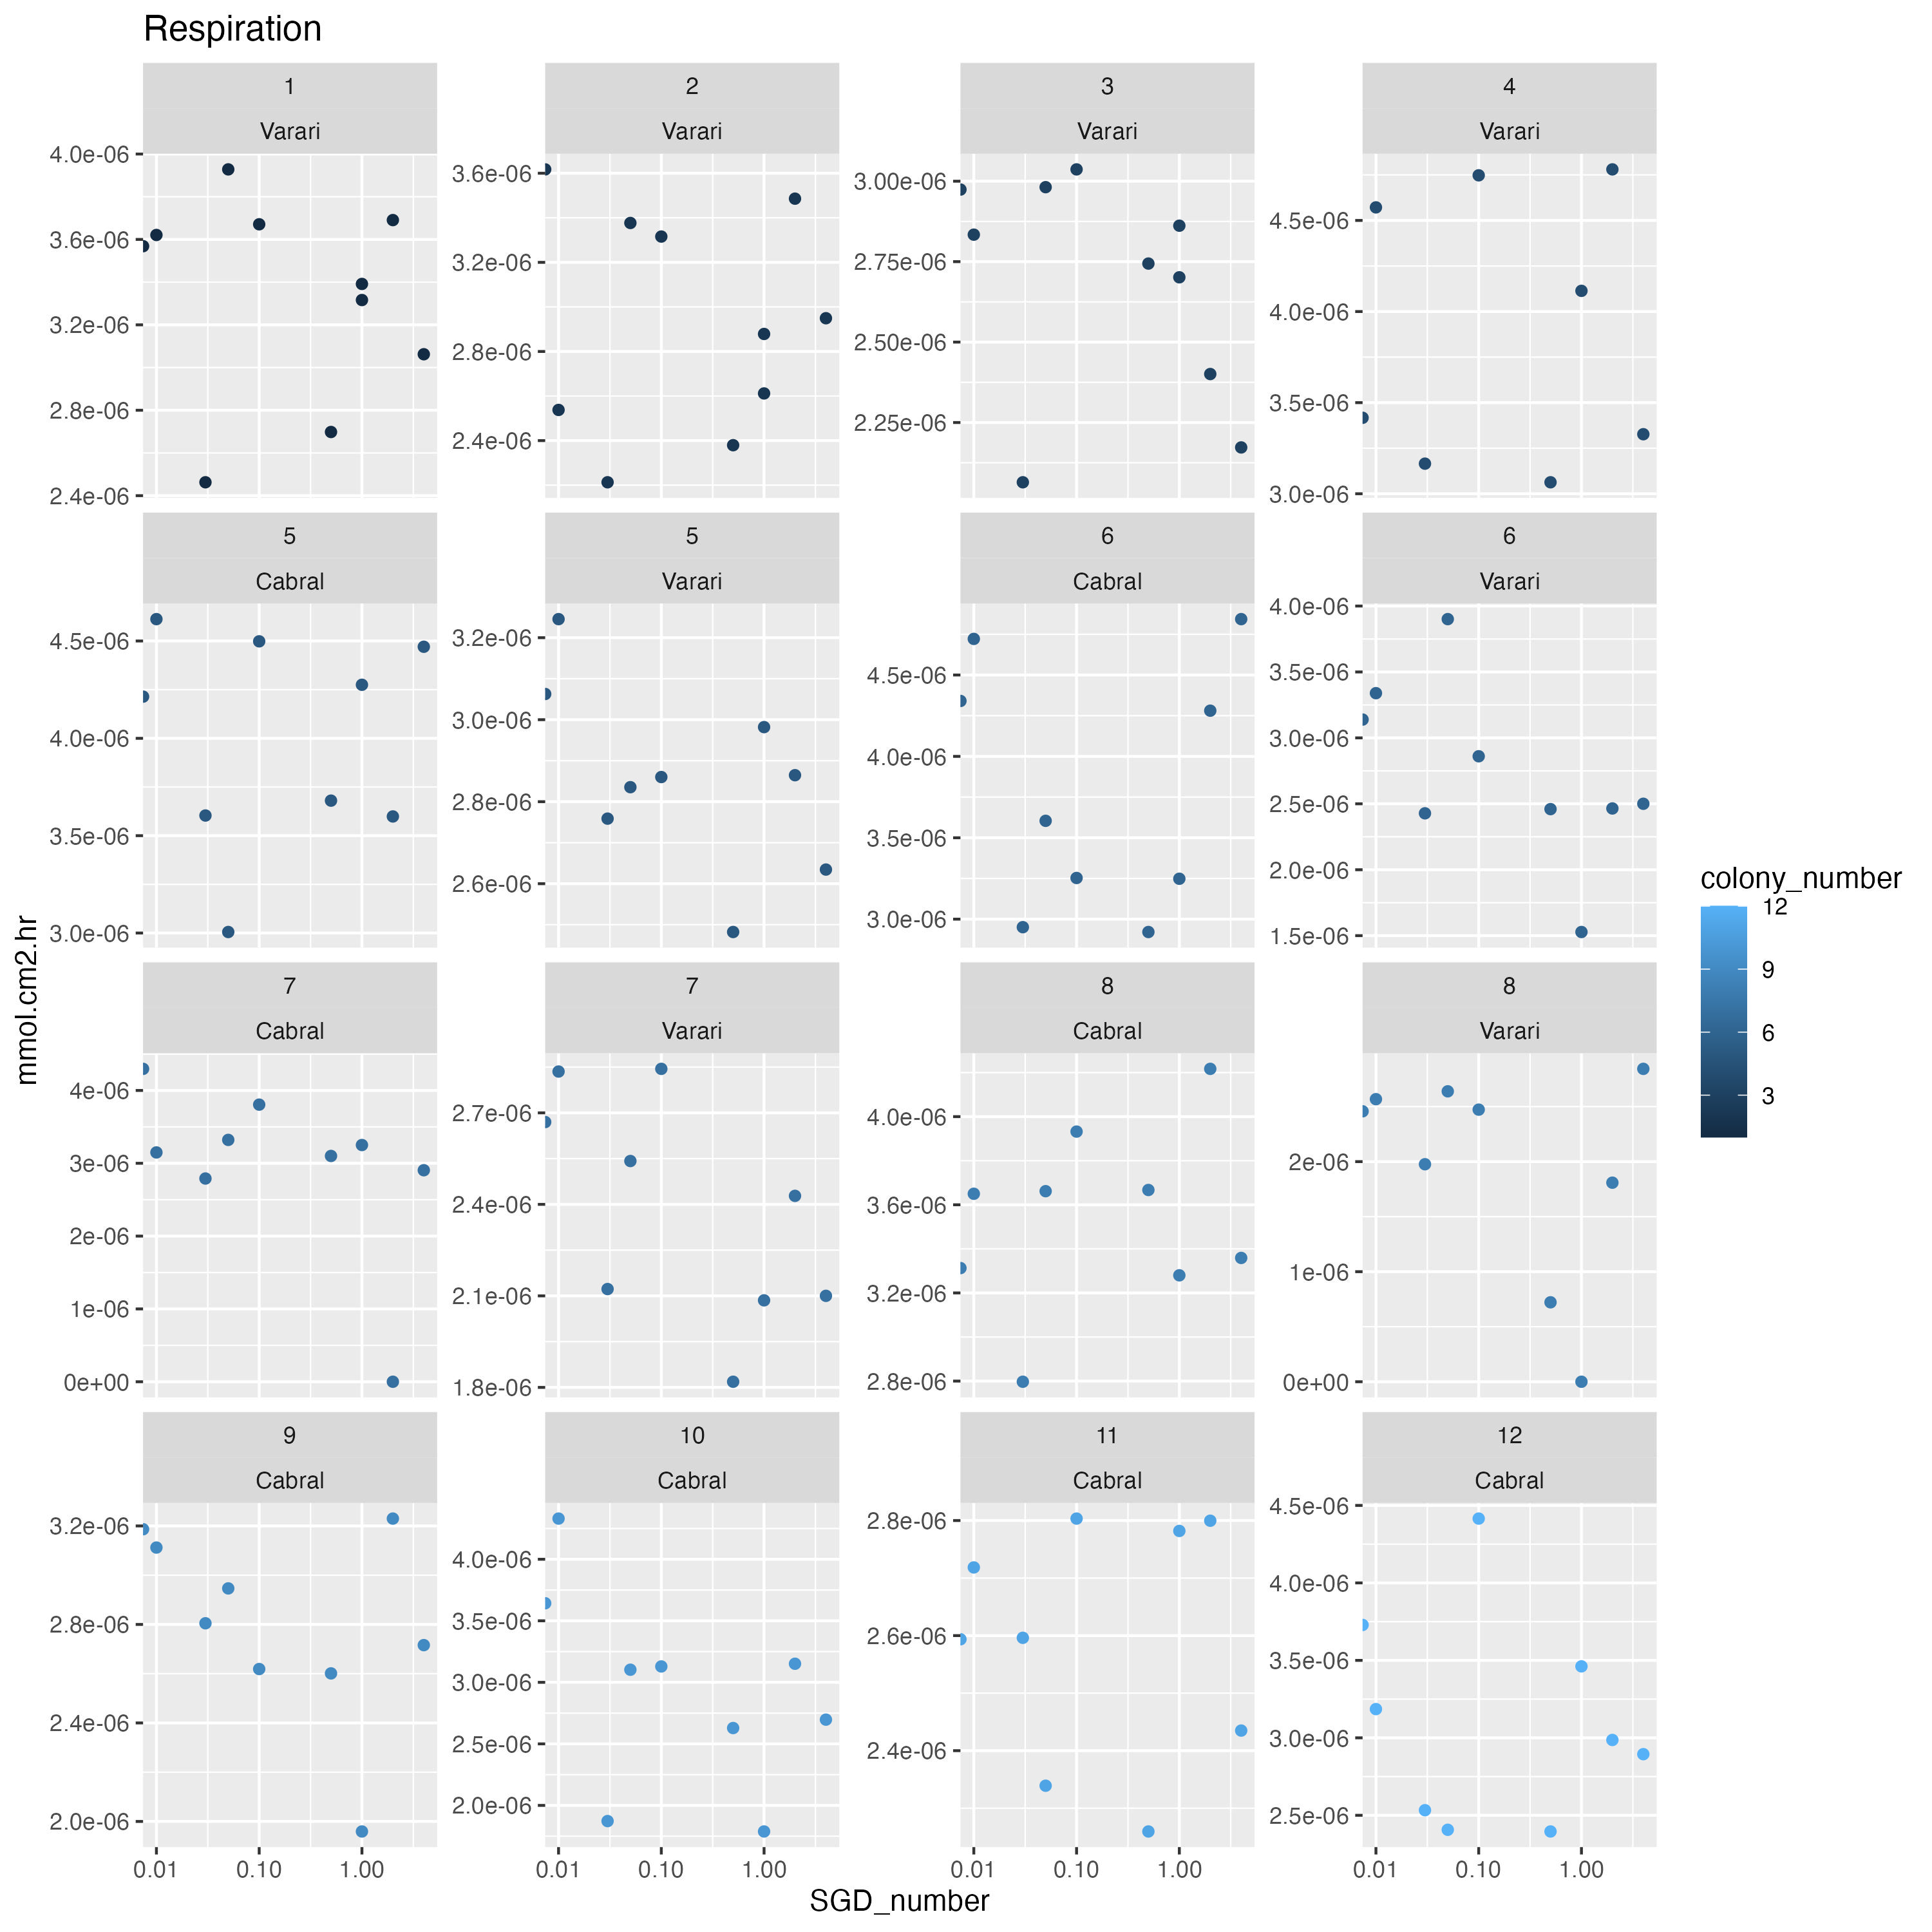 Respiration
1 2 3 4
Varari Varari Varari Varari
4.0e-06
3.6e-06
3.2e-06
2.8e-06
2.4e-06
3.6e-06
3.2e-06
2.8e-06
2.4e-06
3.00e-06
2.75e-06
2.50e-06
2.25e-06
4.5e-06
4.0e-06
3.5e-06
3.0e-06
5 5 6 6
Cabral Varari Cabral Varari
4.5e-06
4.0e-06
3.5e-06
3.0e-06
3.2e-06
3.0e-06
2.8e-06
2.6e-06
4.5e-06
4.0e-06
3.5e-06
3.0e-06
4.0e-06
3.5e-06
3.0e-06
2.5e-06
2.0e-06
1.5e-06
7 7 8 8
Cabral Varari Cabral Varari
4e-06
3e-06
2e-06
1e-06
0e+00
2.7e-06
2.4e-06
2.1e-06
1.8e-06
4.0e-06
3.6e-06
3.2e-06
2.8e-06
2e-06
1e-06
0e+00
9 10 11 12
Cabral Cabral Cabral Cabral
3.2e-06
2.8e-06
2.4e-06
2.0e-06
4.0e-06
3.5e-06
3.0e-06
2.5e-06
2.0e-06
2.8e-06
2.6e-06
2.4e-06
4.5e-06
4.0e-06
3.5e-06
3.0e-06
2.5e-06
0.01 0.10 1.00 0.01 0.10 1.00 0.01 0.10 1.00 0.01 0.10 1.00
SGD_number
mmol.cm2.hr
colony_number
12
9
6
3